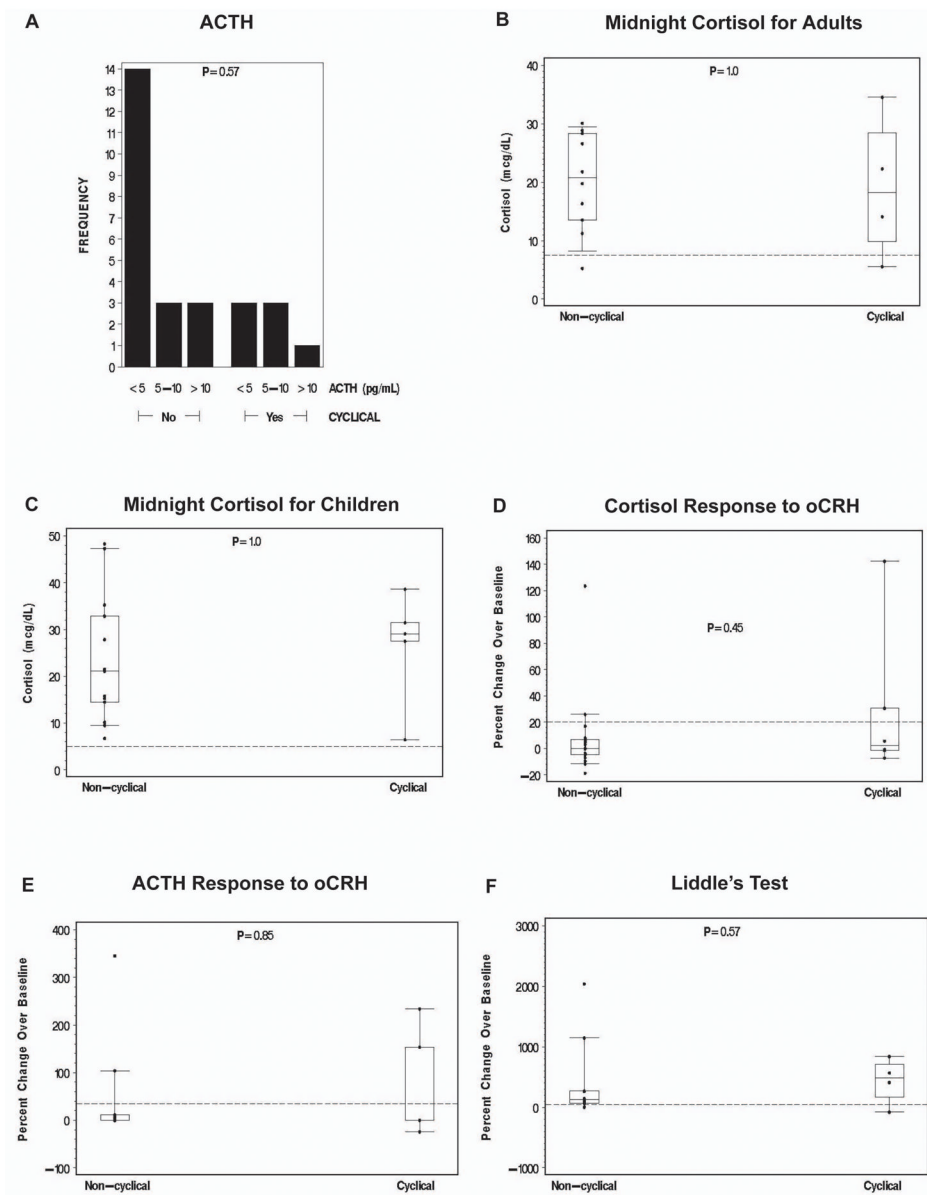 A ACTH
P=0.57
14
13
12
11
10
9
8
7
6
5
4
3
2
1
0
FREQUENCY
<5 5–10 >10 <5 5–10 >10 ACTH (pg/mL)
No Yes CYCLICAL
B Midnight Cortisol for Adults
P=1.0
40
30
20
10
0
Cortisol (mcg/dL)
Non–cyclical Cyclical
C Midnight Cortisol for Children
P=1.0
50
40
30
20
10
0
Cortisol (mcg/dL)
Non–cyclical Cyclical
D Cortisol Response to oCRH
160
140
120
100
80
60
40
20
0
–20
P=0.45
Percent Change Over Baseline
Non–cyclical Cyclical
E ACTH Response to oCRH
P=0.85
400
300
200
100
0
–100
Percent Change Over Baseline
Non–cyclical Cyclical
F Liddle’s Test
P=0.57
3000
2000
1000
0
–1000
Percent Change Over Baseline
Non–cyclical Cyclical